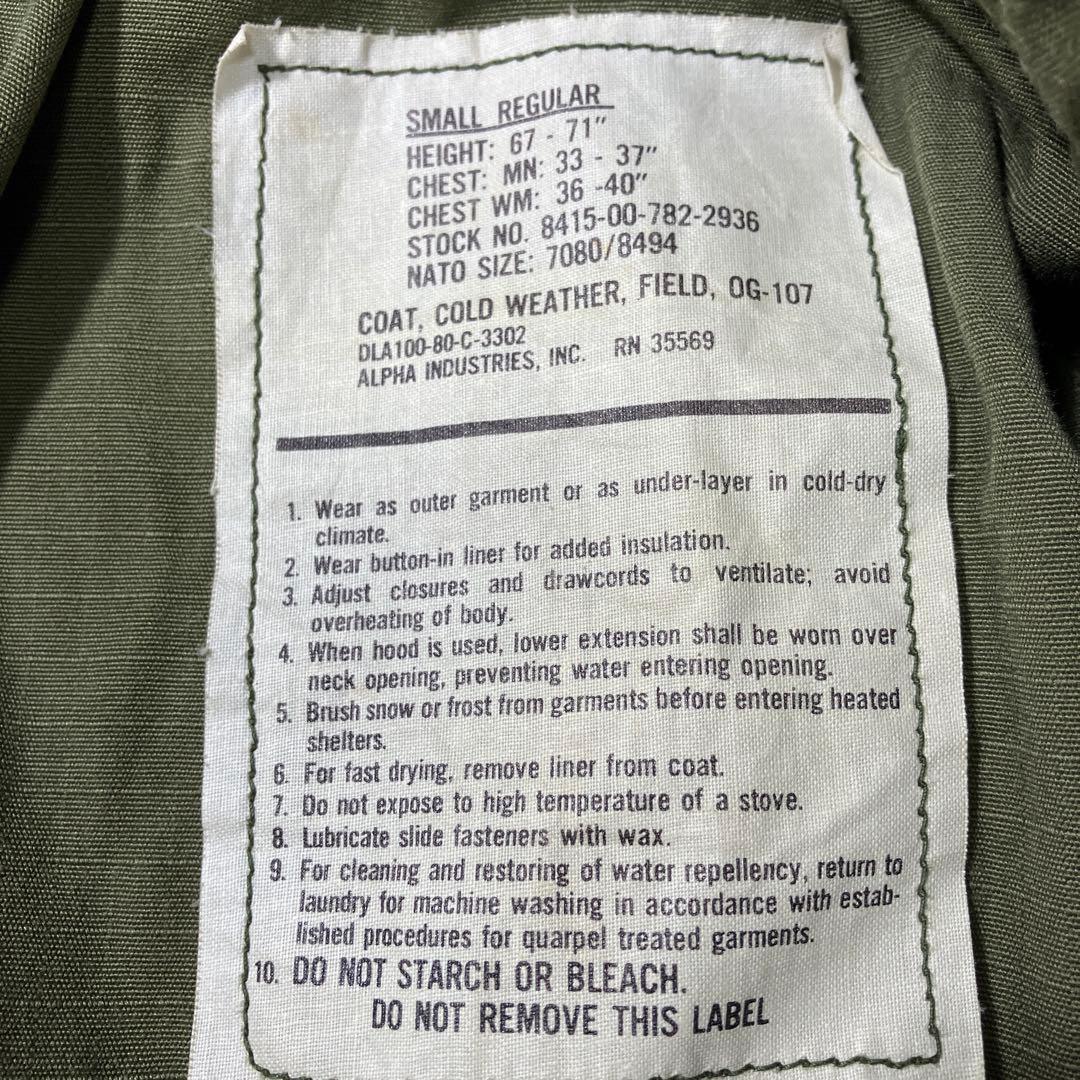 SMALL REGULAR
HEIGHT: 67 - 71"
CHEST: MN: 33 - 37"
CHEST WM: 36 -40"
STOCK NO. 8415-00-782-2936
NATO SIZE: 7080/8494
COAT, COLD WEATHER, FIELD, OG-107
DLA100-80-C-3302
ALPHA INDUSTRIES, INC. RN 35569
1. Wear as outer garment or as under-layer in cold-dry
climate.
2. Wear button-in liner for added insulation.
3. Adjust closures and drawcords to ventilate; avoid
overheating of body.
4. When hood is used, lower extension shall be worn over
neck opening, preventing water entering opening.
5. Brush snow or frost from garments before entering heated
shelters.
6. For fast drying, remove liner from coat.
7. Do not expose to high temperature of a stove.
8. Lubricate slide fasteners with wax.
9. For cleaning and restoring of water repellency, return to
laundry for machine washing in accordance with estab-
lished procedures for quarpel treated garments.
10. DO NOT STARCH OR BLEACH.
DO NOT REMOVE THIS LABEL